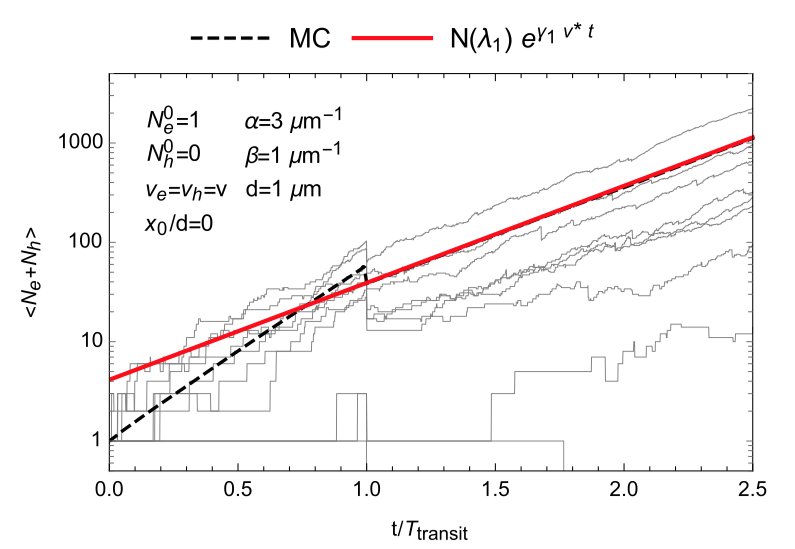 MC N(λ₁) e^{γ₁ v* t}
N_e^0=1 α=3 μm⁻¹
N_h^0=0 β=1 μm⁻¹
v_e=v_h=v d=1 μm
x₀/d=0
<N_e+N_h>
1000
100
10
1
0.0 0.5 1.0 1.5 2.0 2.5
t/T_transit